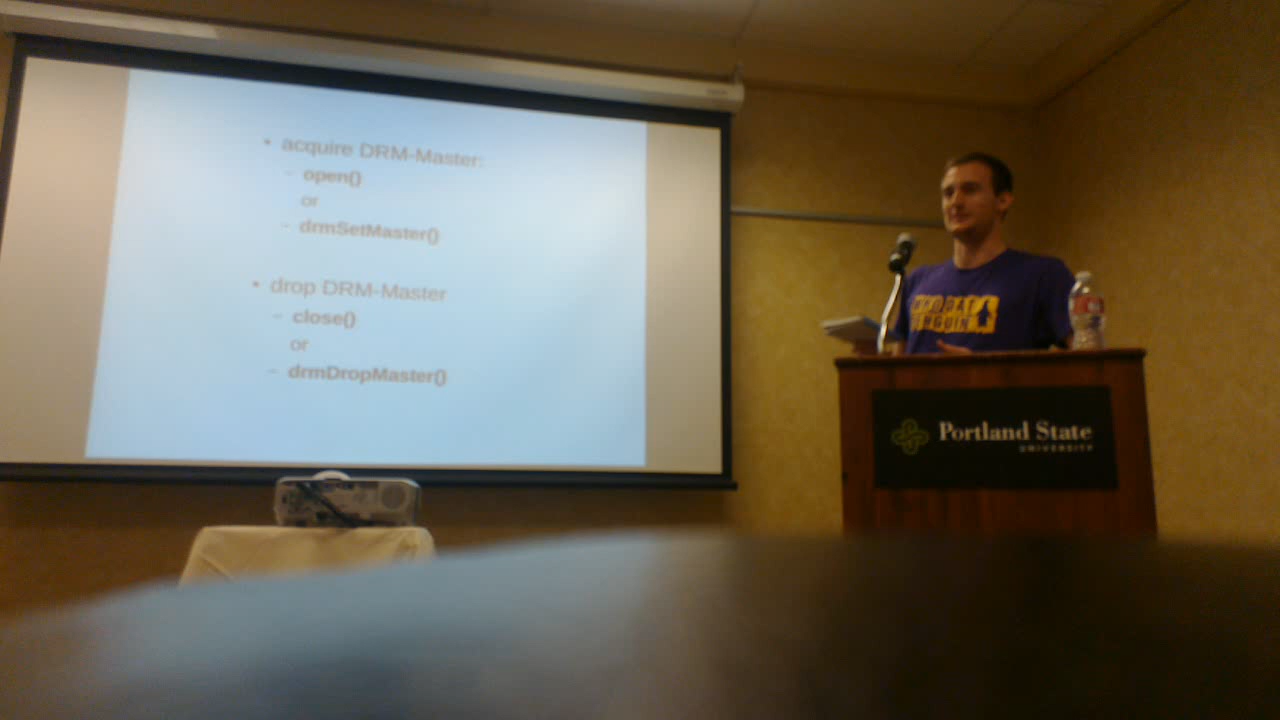 • acquire DRM-Master:
– open()
or
– drmSetMaster()
• drop DRM-Master
– close()
or
– drmDropMaster()
Portland State
UNIVERSITY